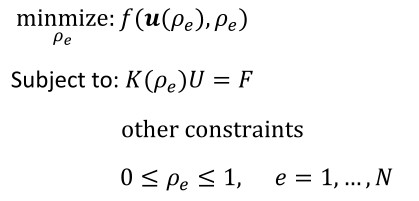 minmize: f(u(ρₑ), ρₑ)
ρₑ
Subject to: K(ρₑ)U = F
other constraints
0 ≤ ρₑ ≤ 1, e = 1, … , N